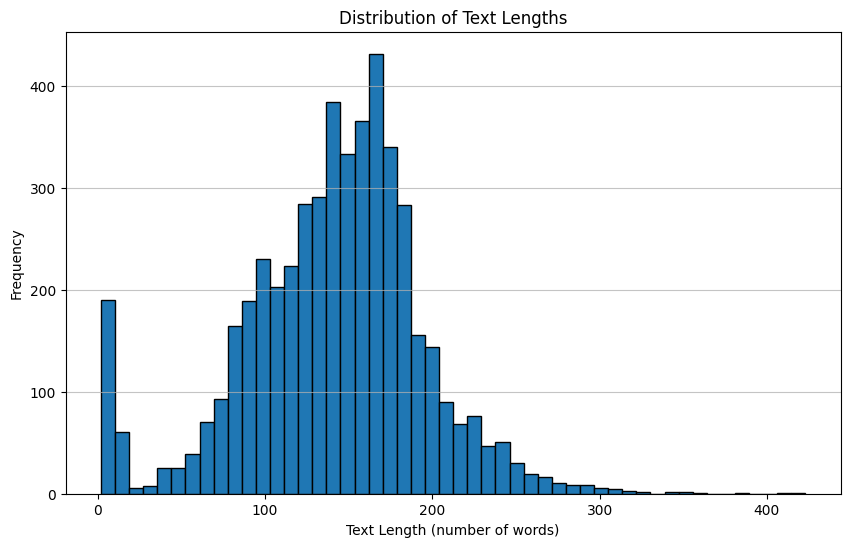 Distribution of Text Lengths
Frequency
400
300
200
100
0
0 100 200 300 400
Text Length (number of words)